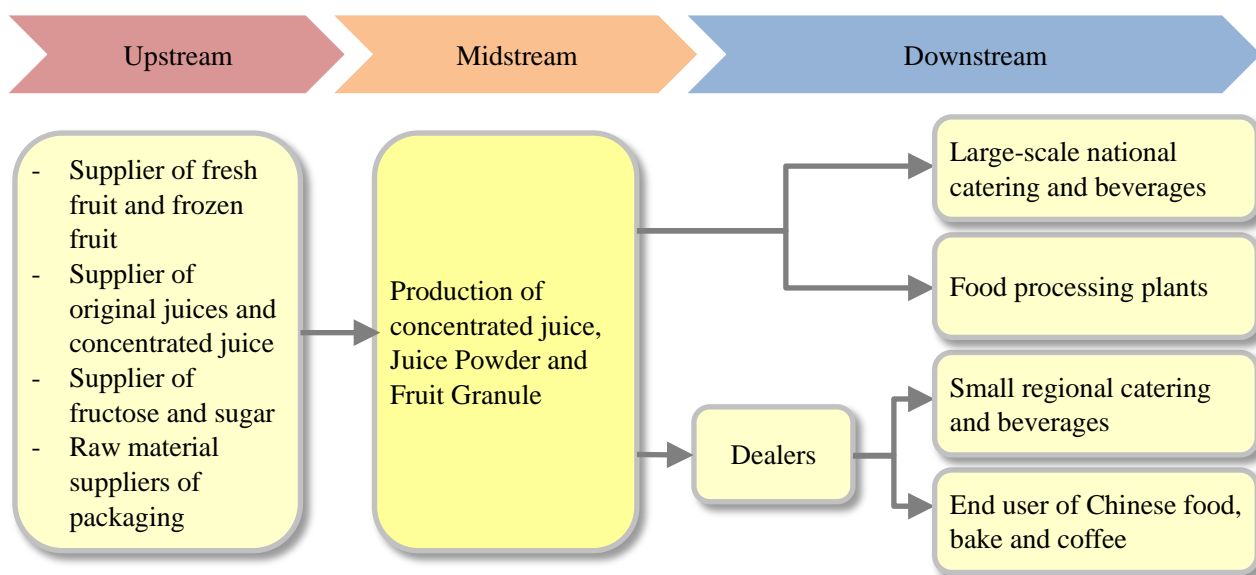 Upstream
Midstream
Downstream
- Supplier of fresh
fruit and frozen
fruit
- Supplier of
original juices and
concentrated juice
- Supplier of
fructose and sugar
- Raw material
suppliers of
packaging
Production of
concentrated juice,
Juice Powder and
Fruit Granule
Dealers
Large-scale national
catering and beverages
Food processing plants
Small regional catering
and beverages
End user of Chinese food,
bake and coffee